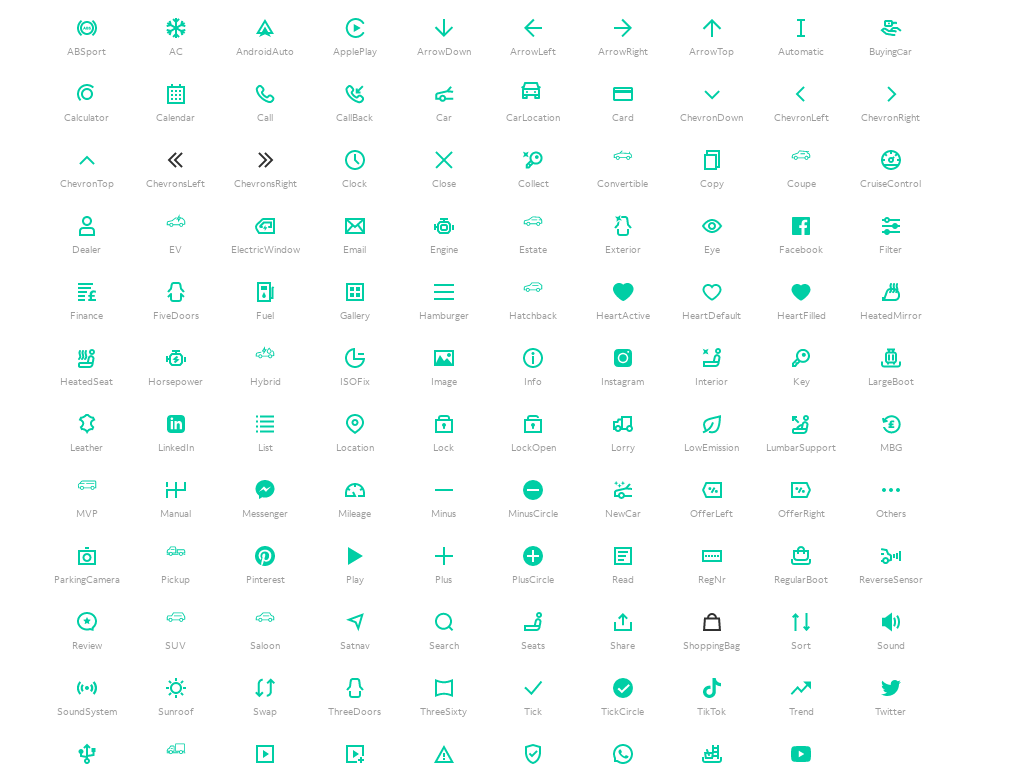 ABSport AC AndroidAuto ApplePlay ArrowDown ArrowLeft ArrowRight ArrowTop Automatic BuyingCar
Calculator Calendar Call CallBack Car CarLocation Card ChevronDown ChevronLeft ChevronRight
ChevronTop ChevronsLeft ChevronsRight Clock Close Collect Convertible Copy Coupe CruiseControl
Dealer EV ElectricWindow Email Engine Estate Exterior Eye Facebook Filter
Finance FiveDoors Fuel Gallery Hamburger Hatchback HeartActive HeartDefault HeartFilled HeatedMirror
HeatedSeat Horsepower Hybrid ISOFix Image Info Instagram Interior Key LargeBoot
Leather LinkedIn List Location Lock LockOpen Lorry LowEmission LumbarSupport MBG
MVP Manual Messenger Mileage Minus MinusCircle NewCar OfferLeft OfferRight Others
ParkingCamera Pickup Pinterest Play Plus PlusCircle Read RegNr RegularBoot ReverseSensor
Review SUV Saloon Satnav Search Seats Share ShoppingBag Sort Sound
SoundSystem Sunroof Swap ThreeDoors ThreeSixty Tick TickCircle TikTok Trend Twitter